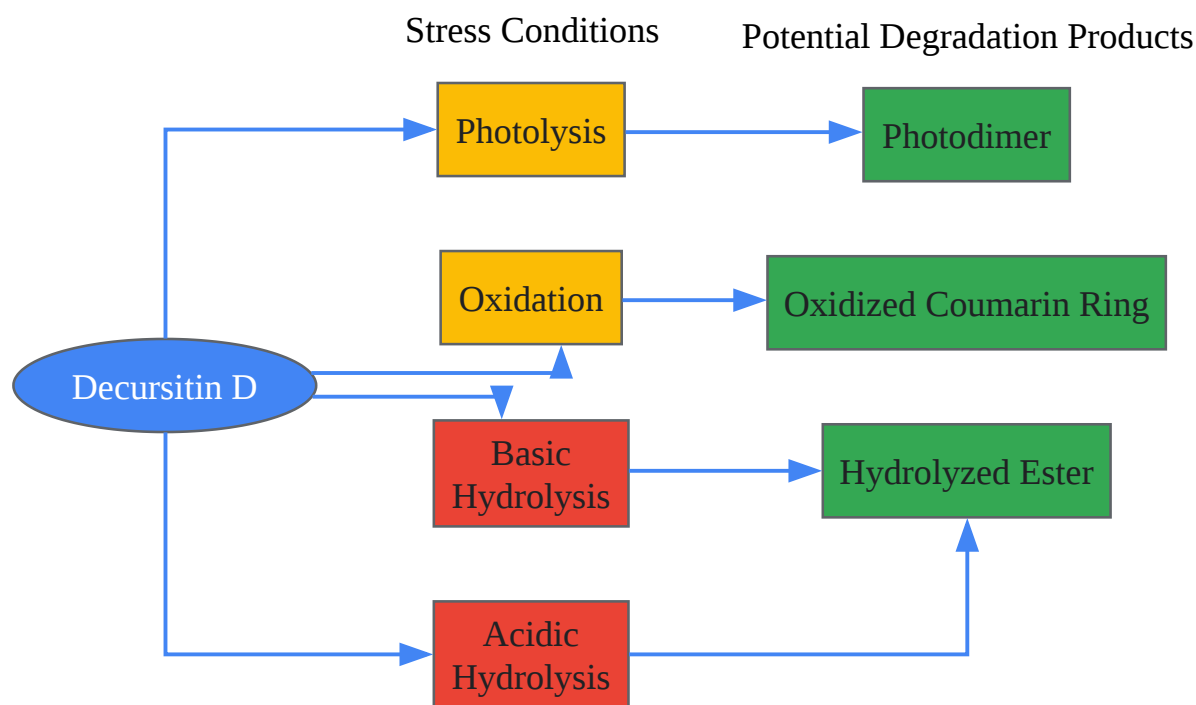 Stress Conditions
Potential Degradation Products
Photolysis
Photodimer
Oxidation
Oxidized Coumarin Ring
Decursitin D
Basic
Hydrolysis
Hydrolyzed Ester
Acidic
Hydrolysis